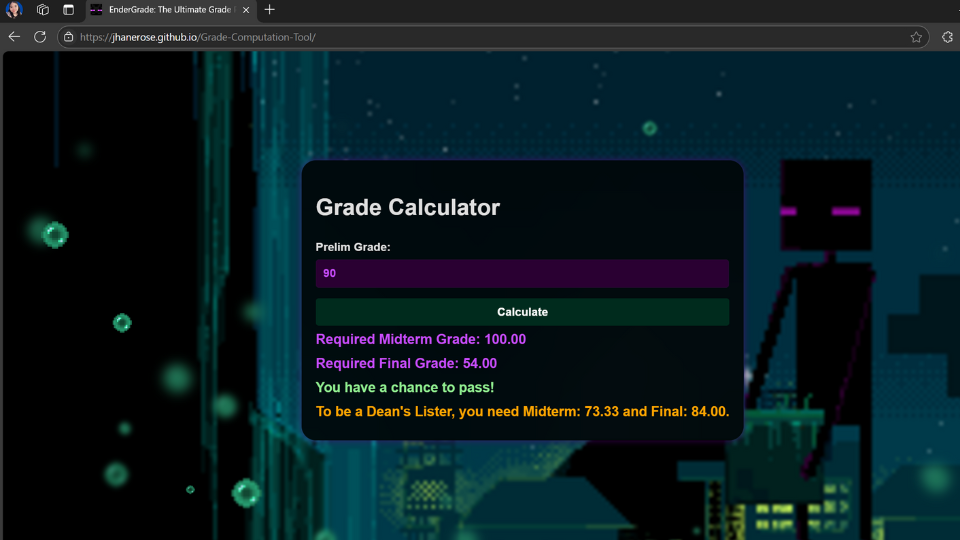 EnderGrade: The Ultimate Grade
https://jhanerose.github.io/Grade-Computation-Tool/
Grade Calculator
Prelim Grade:
90
Calculate
Required Midterm Grade: 100.00
Required Final Grade: 54.00
You have a chance to pass!
To be a Dean's Lister, you need Midterm: 73.33 and Final: 84.00.